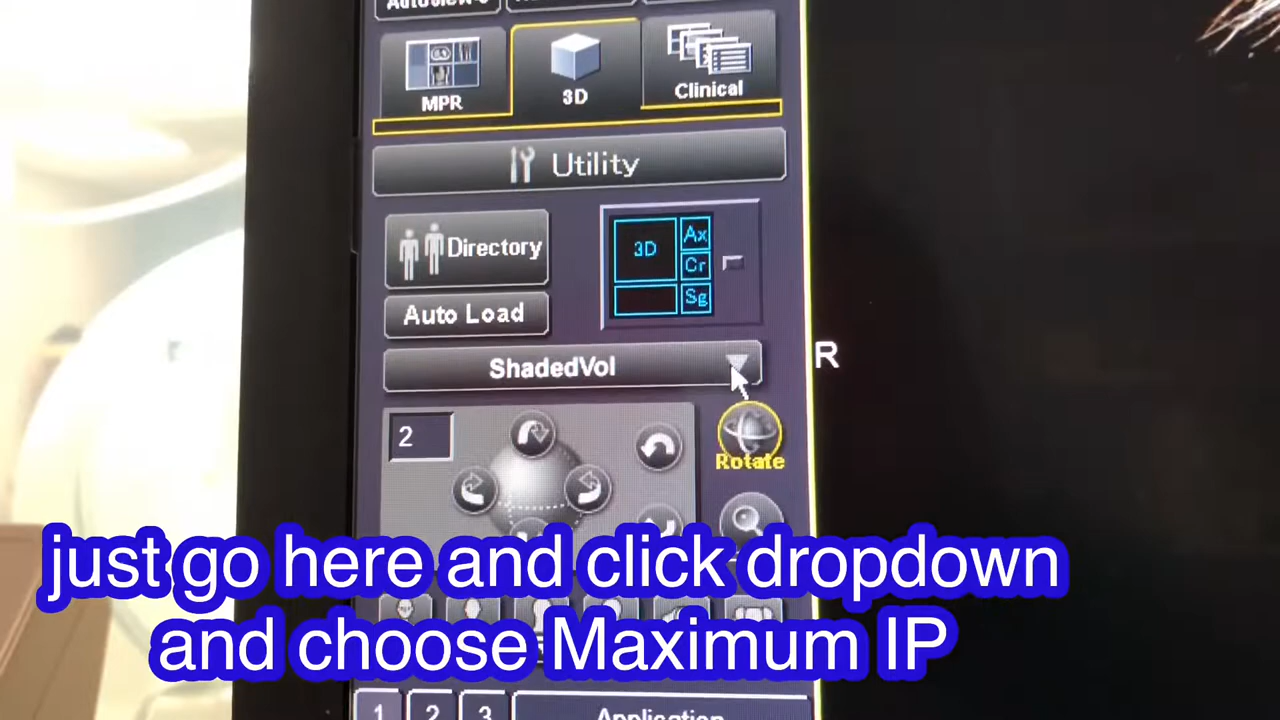 MPR
3D
Clinical
Utility
Directory
3D
Ax
Cr
Sg
Auto Load
ShadedVol
R
2
Rotate
just go here and click dropdown
and choose Maximum IP
1
2
3
Application